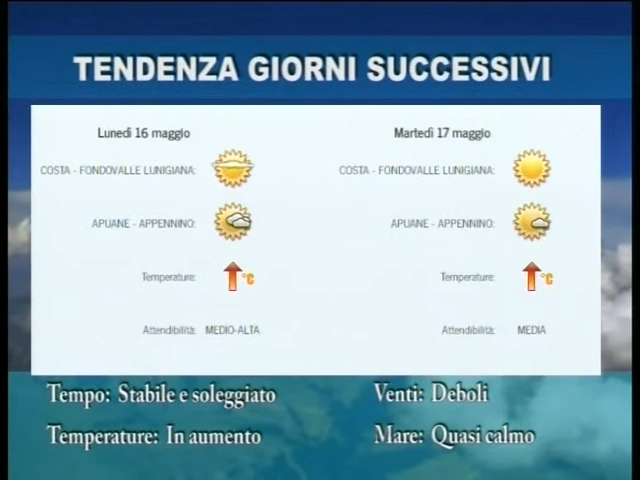 TENDENZA GIORNI SUCCESSIVI
Lunedì 16 maggio
COSTA - FONDOVALLE LUNIGIANA:
APUANE - APPENNINO:
Temperature: °C
Attendibilità: MEDIO-ALTA
Martedì 17 maggio
COSTA - FONDOVALLE LUNIGIANA:
APUANE - APPENNINO:
Temperature: °C
Attendibilità: MEDIA
Tempo: Stabile e soleggiato
Temperature: In aumento
Venti: Deboli
Mare: Quasi calmo